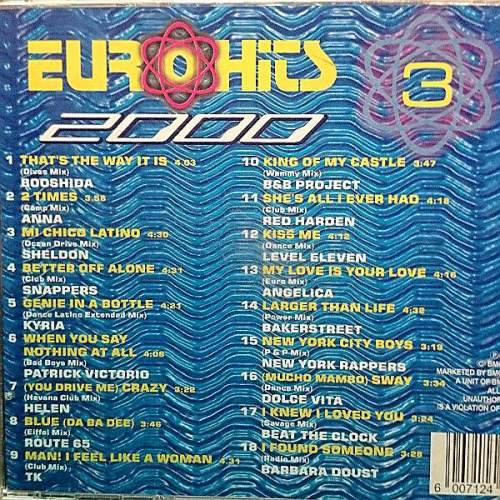 EUROHITS
3
2000
1 THAT'S THE WAY IT IS 4:03
(Divas Mix)
BOOSHIDA
2 2 TIMES 3:55
(Camp Mix)
ANNA
3 MI CHICO LATINO 4:30
(Ocean Drive Mix)
SHELDON
4 BETTER OFF ALONE 4:31
(Club Mix)
SNAPPERS
5 GENIE IN A BOTTLE 4:21
(Dance Latino Extended Mix)
KYRIA
6 WHEN YOU SAY
NOTHING AT ALL 4:06
(Bad Boys Mix)
PATRICK VICTORIO
7 (YOU DRIVE ME) CRAZY 3:22
(Havana Club Mix)
HELEN
8 BLUE (DA BA DEE) 3:46
(Eiffel Mix)
ROUTE 65
9 MAN! I FEEL LIKE A WOMAN 4:31
(Club Mix)
TK
10 KING OF MY CASTLE 3:47
(Wammy Mix)
B&B PROJECT
11 SHE'S ALL I EVER HAD 4:16
(Club Mix)
RED HARDEN
12 KISS ME 4:12
(Dance Mix)
LEVEL ELEVEN
13 MY LOVE IS YOUR LOVE 4:16
(Euro Mix)
ANGELICA
14 LARGER THAN LIFE 4:32
(Power Mix)
BAKERSTREET
15 NEW YORK CITY BOYS 3:19
(P & P Mix)
NEW YORK RAPPERS
16 (MUCHO MAMBO) SWAY 3:34
(Dance Mix)
DOLCE VITA
17 I KNEW I LOVED YOU 3:24
(Savage Mix)
BEAT THE CLOCK
18 I FOUND SOMEONE 3:28
(Radio Mix)
BARBARA DOUST
© BMG
MARKETED BY BMG
A UNIT OF B
ALL
UNAUTHO
IS A VIOLATION OF
6 007124